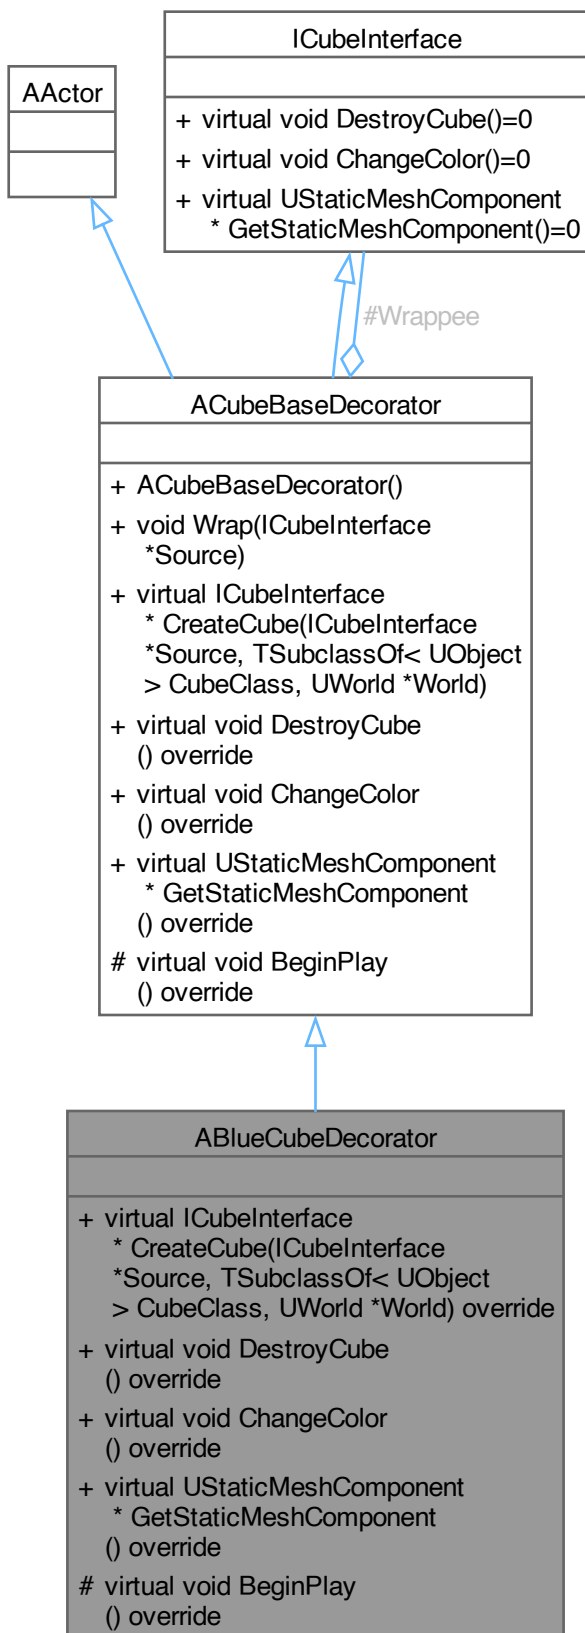 ICubeInterface
AActor
+ virtual void DestroyCube()=0
+ virtual void ChangeColor()=0
+ virtual UStaticMeshComponent
* GetStaticMeshComponent()=0
#Wrappee
ACubeBaseDecorator
+ ACubeBaseDecorator()
+ void Wrap(ICubeInterface
*Source)
+ virtual ICubeInterface
* CreateCube(ICubeInterface
*Source, TSubclassOf< UObject
> CubeClass, UWorld *World)
+ virtual void DestroyCube
() override
+ virtual void ChangeColor
() override
+ virtual UStaticMeshComponent
* GetStaticMeshComponent
() override
# virtual void BeginPlay
() override
ABlueCubeDecorator
+ virtual ICubeInterface
* CreateCube(ICubeInterface
*Source, TSubclassOf< UObject
> CubeClass, UWorld *World) override
+ virtual void DestroyCube
() override
+ virtual void ChangeColor
() override
+ virtual UStaticMeshComponent
* GetStaticMeshComponent
() override
# virtual void BeginPlay
() override